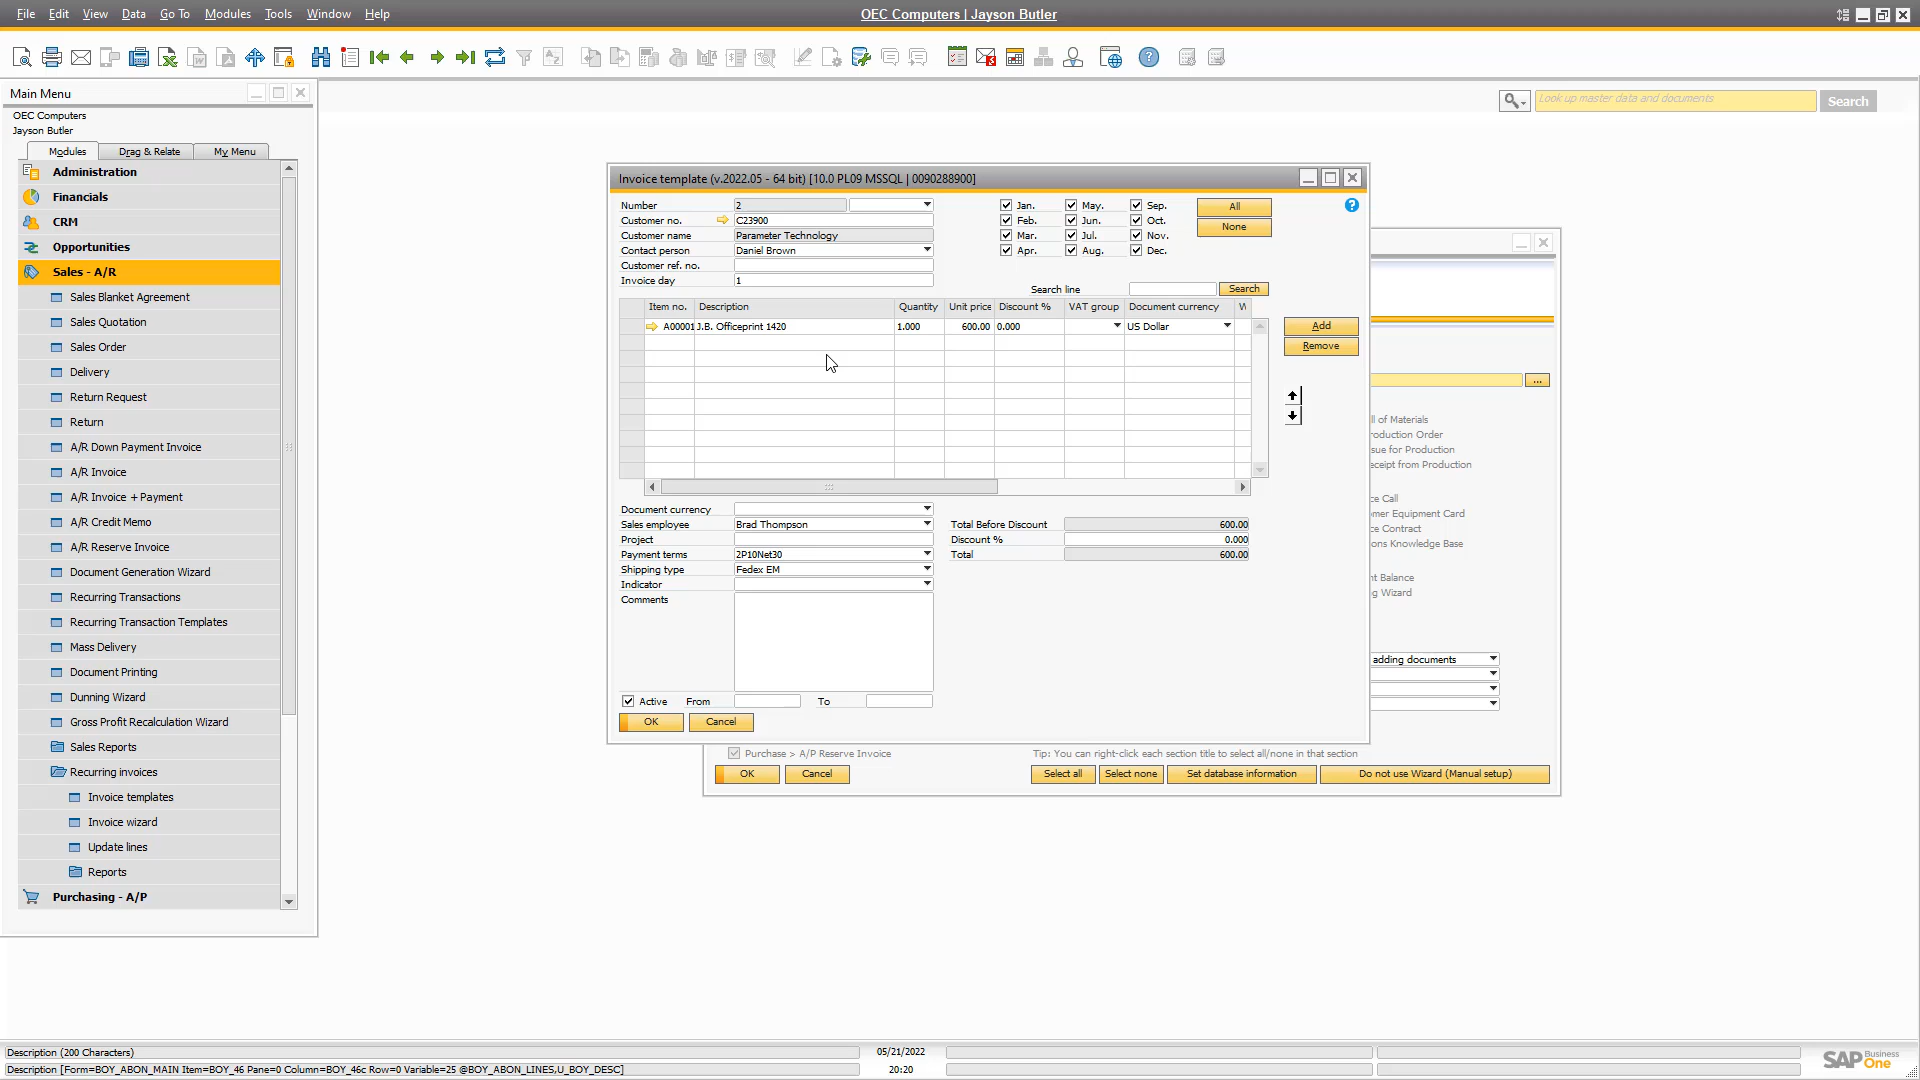 File Edit View Data Go To Modules Tools Window Help
OEC Computers | Jayson Butler
Main Menu
OEC Computers
Jayson Butler
Modules Drag & Relate My Menu
Administration
Financials
CRM
Opportunities
Sales - A/R
Sales Blanket Agreement
Sales Quotation
Sales Order
Delivery
Return Request
Return
A/R Down Payment Invoice
A/R Invoice
A/R Invoice + Payment
A/R Credit Memo
A/R Reserve Invoice
Document Generation Wizard
Recurring Transactions
Recurring Transaction Templates
Mass Delivery
Document Printing
Dunning Wizard
Gross Profit Recalculation Wizard
Sales Reports
Recurring invoices
Invoice templates
Invoice wizard
Update lines
Reports
Purchasing - A/P
Look up master data and documents Search
Invoice template (v.2022.05 - 64 bit) [10.0 PL09 MSSQL | 0090288900]
Number 2
Customer no. C23900
Customer name Parameter Technology
Contact person Daniel Brown
Customer ref. no.
Invoice day 1
Jan. May. Sep. All
Feb. Jun. Oct. None
Mar. Jul. Nov.
Apr. Aug. Dec.
Search line Search
Item no. Description Quantity Unit price Discount % VAT group Document currency W
A00001 J.B. Officeprint 1420 1.000 600.00 0.000 US Dollar
Add
Remove
Document currency
Sales employee Brad Thompson
Project
Payment terms 2P10Net30
Shipping type Fedex EM
Indicator
Comments
Total Before Discount 600.00
Discount % 0.000
Total 600.00
Active From To
OK Cancel
...
ll of Materials
roduction Order
sue for Production
eceipt from Production
ce Call
mer Equipment Card
ce Contract
ons Knowledge Base
nt Balance
g Wizard
adding documents
Purchase > A/P Reserve Invoice Tip: You can right-click each section title to select all/none in that section
OK Cancel Select all Select none Set database information Do not use Wizard (Manual setup)
Description (200 Characters) 05/21/2022
Description [Form=BOY_ABON_MAIN Item=BOY_46 Pane=0 Column=BOY_46c Row=0 Variable=25 @BOY_ABON_LINES,U_BOY_DESC] 20:20
SAP Business One